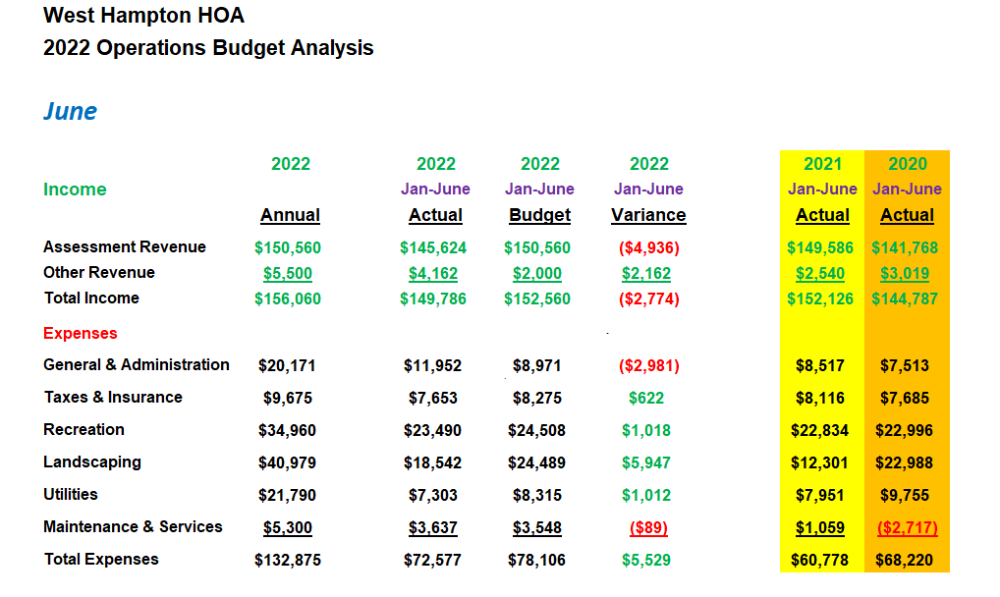 West Hampton HOA
2022 Operations Budget Analysis
June
2022 2022 2022 2022 2021 2020
Income Jan-June Jan-June Jan-June Jan-June Jan-June
Annual Actual Budget Variance Actual Actual
Assessment Revenue $150,560 $145,624 $150,560 ($4,936) $149,586 $141,768
Other Revenue $5,500 $4,162 $2,000 $2,162 $2,540 $3,019
Total Income $156,060 $149,786 $152,560 ($2,774) $152,126 $144,787
Expenses
General & Administration $20,171 $11,952 $8,971 ($2,981) $8,517 $7,513
Taxes & Insurance $9,675 $7,653 $8,275 $622 $8,116 $7,685
Recreation $34,960 $23,490 $24,508 $1,018 $22,834 $22,996
Landscaping $40,979 $18,542 $24,489 $5,947 $12,301 $22,988
Utilities $21,790 $7,303 $8,315 $1,012 $7,951 $9,755
Maintenance & Services $5,300 $3,637 $3,548 ($89) $1,059 ($2,717)
Total Expenses $132,875 $72,577 $78,106 $5,529 $60,778 $68,220